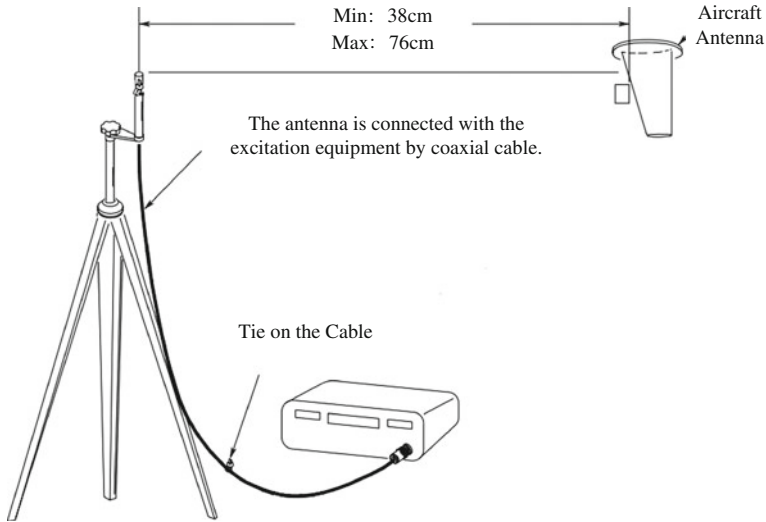 Min: 38cm
Max: 76cm
Aircraft
Antenna
The antenna is connected with the
excitation equipment by coaxial cable.
Tie on the Cable